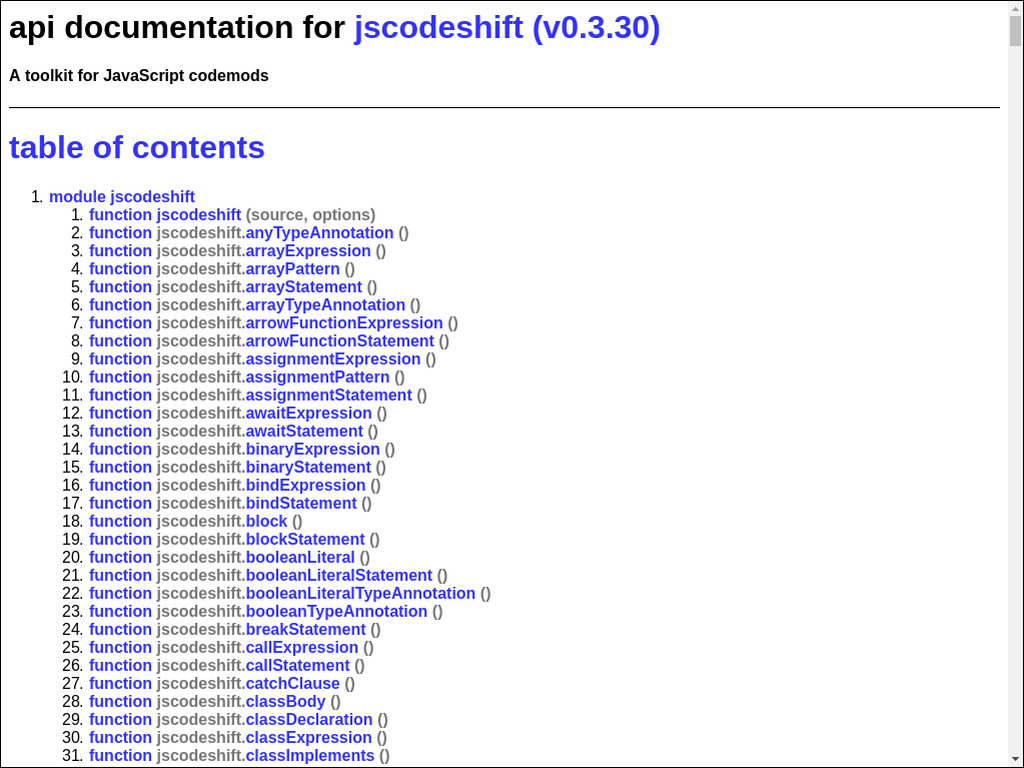 api documentation for jscodeshift (v0.3.30)
A toolkit for JavaScript codemods
table of contents
1. module jscodeshift
1. function jscodeshift (source, options)
2. function jscodeshift.anyTypeAnnotation ()
3. function jscodeshift.arrayExpression ()
4. function jscodeshift.arrayPattern ()
5. function jscodeshift.arrayStatement ()
6. function jscodeshift.arrayTypeAnnotation ()
7. function jscodeshift.arrowFunctionExpression ()
8. function jscodeshift.arrowFunctionStatement ()
9. function jscodeshift.assignmentExpression ()
10. function jscodeshift.assignmentPattern ()
11. function jscodeshift.assignmentStatement ()
12. function jscodeshift.awaitExpression ()
13. function jscodeshift.awaitStatement ()
14. function jscodeshift.binaryExpression ()
15. function jscodeshift.binaryStatement ()
16. function jscodeshift.bindExpression ()
17. function jscodeshift.bindStatement ()
18. function jscodeshift.block ()
19. function jscodeshift.blockStatement ()
20. function jscodeshift.booleanLiteral ()
21. function jscodeshift.booleanLiteralStatement ()
22. function jscodeshift.booleanLiteralTypeAnnotation ()
23. function jscodeshift.booleanTypeAnnotation ()
24. function jscodeshift.breakStatement ()
25. function jscodeshift.callExpression ()
26. function jscodeshift.callStatement ()
27. function jscodeshift.catchClause ()
28. function jscodeshift.classBody ()
29. function jscodeshift.classDeclaration ()
30. function jscodeshift.classExpression ()
31. function jscodeshift.classImplements ()